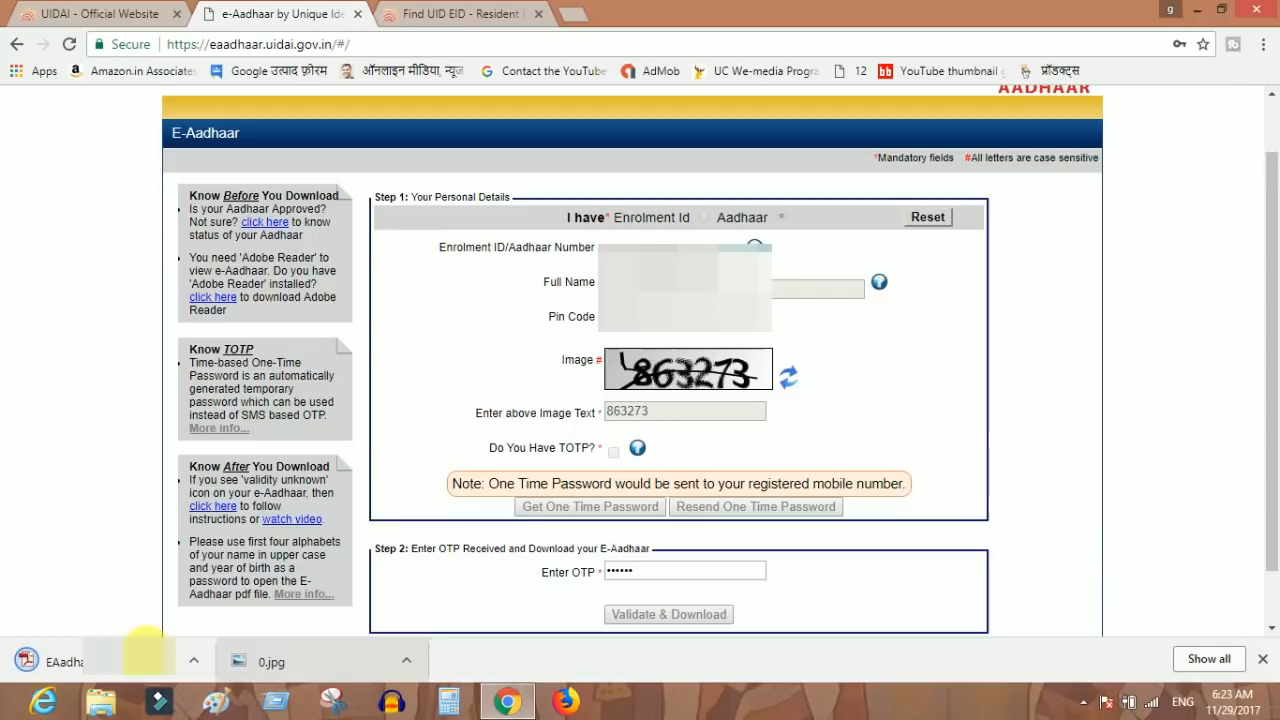 UIDAI - Official Website
e-Aadhaar by Unique Ide
Find UID EID - Resident
g
Secure
https://eaadhaar.uidai.gov.in/#/
Apps
Amazon.in Associate
Google उत्पाद फ़ोरम
ऑनलाइन मीडिया, न्यूज
Contact the YouTube
AdMob
UC We-media Progra
12
YouTube thumbnail
प्रॉडक्ट्स
AADHAAR
E-Aadhaar
*Mandatory fields #All letters are case sensitive
Know Before You Download
Is your Aadhaar Approved?
Not sure? click here to know
status of your Aadhaar
You need 'Adobe Reader' to
view e-Aadhaar. Do you have
'Adobe Reader' installed?
click here to download Adobe
Reader
Know TOTP
Time-based One-Time
Password is an automatically
generated temporary
password which can be used
instead of SMS based OTP.
More info...
Know After You Download
If you see 'validity unknown'
icon on your e-Aadhaar, then
click here to follow
instructions or watch video.
Please use first four alphabets
of your name in upper case
and year of birth as a
password to open the E-
Aadhaar pdf file. More info...
Step 1: Your Personal Details
I have* Enrolment Id Aadhaar
Reset
Enrolment ID/Aadhaar Number
Full Name
Pin Code
Image #
863273
Enter above Image Text * 863273
Do You Have TOTP? *
Note: One Time Password would be sent to your registered mobile number.
Get One Time Password
Resend One Time Password
Step 2: Enter OTP Received and Download your E-Aadhaar
Enter OTP * ••••••
Validate & Download
EAadha
0.jpg
Show all
ENG
6:23 AM
11/29/2017